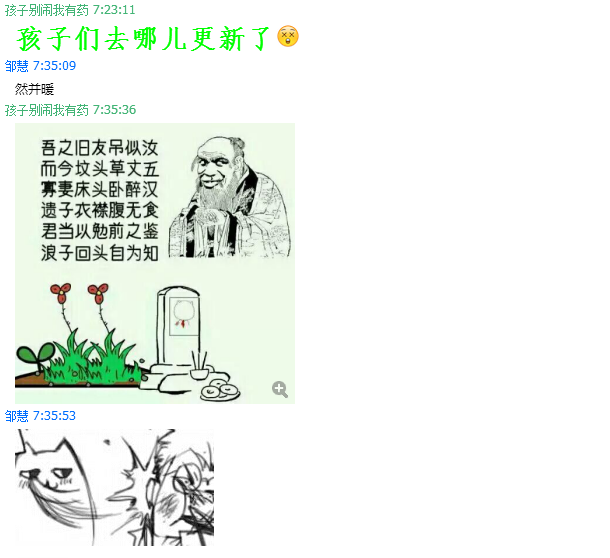 孩子别闹我有药 7:23:11
孩子们去哪儿更新了
邹慧 7:35:09
然并暖
孩子别闹我有药 7:35:36
吾之旧友吊似汝
而今坟头草丈五
寡妻床头卧醉汉
遗子衣襟腹无食
君当以勉前之鉴
浪子回头自为知
邹慧 7:35:53